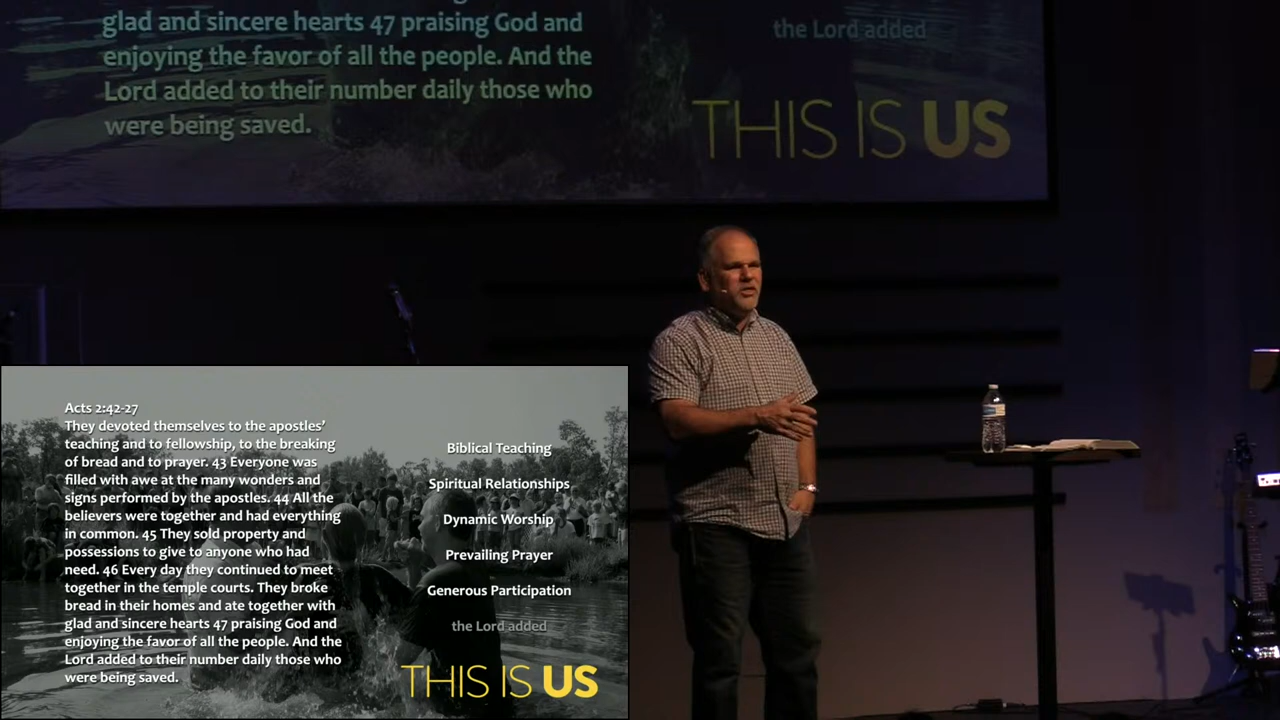 glad and sincere hearts 47 praising God and
enjoying the favor of all the people. And the
Lord added to their number daily those who
were being saved.
the Lord added
THIS IS US
Acts 2:42-27
They devoted themselves to the apostles’
teaching and to fellowship, to the breaking
of bread and to prayer. 43 Everyone was
filled with awe at the many wonders and
signs performed by the apostles. 44 All the
believers were together and had everything
in common. 45 They sold property and
possessions to give to anyone who had
need. 46 Every day they continued to meet
together in the temple courts. They broke
bread in their homes and ate together with
glad and sincere hearts 47 praising God and
enjoying the favor of all the people. And the
Lord added to their number daily those who
were being saved.
Biblical Teaching
Spiritual Relationships
Dynamic Worship
Prevailing Prayer
Generous Participation
the Lord added
THIS IS US